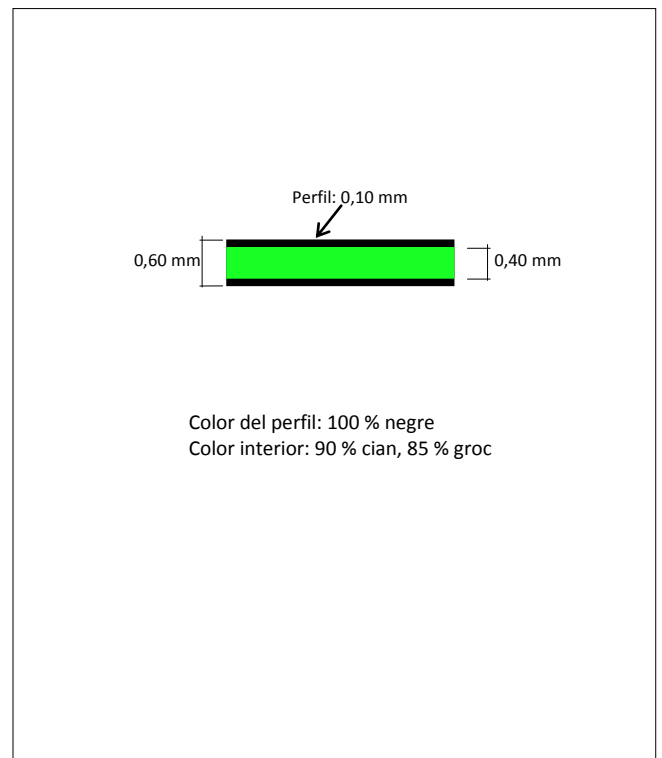 Perfil: 0,10 mm
0,60 mm
0,40 mm
Color del perfil: 100 % negre
Color interior: 90 % cian, 85 % groc